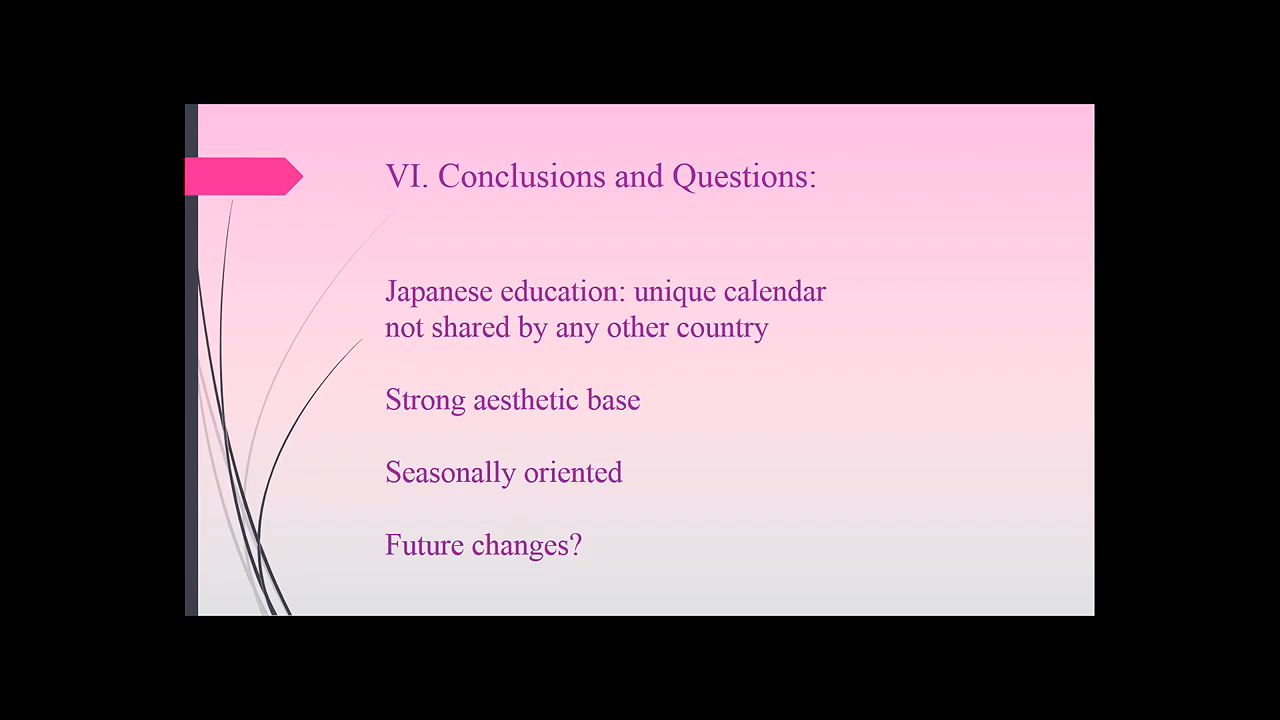 VI. Conclusions and Questions:
Japanese education: unique calendar
not shared by any other country
Strong aesthetic base
Seasonally oriented
Future changes?